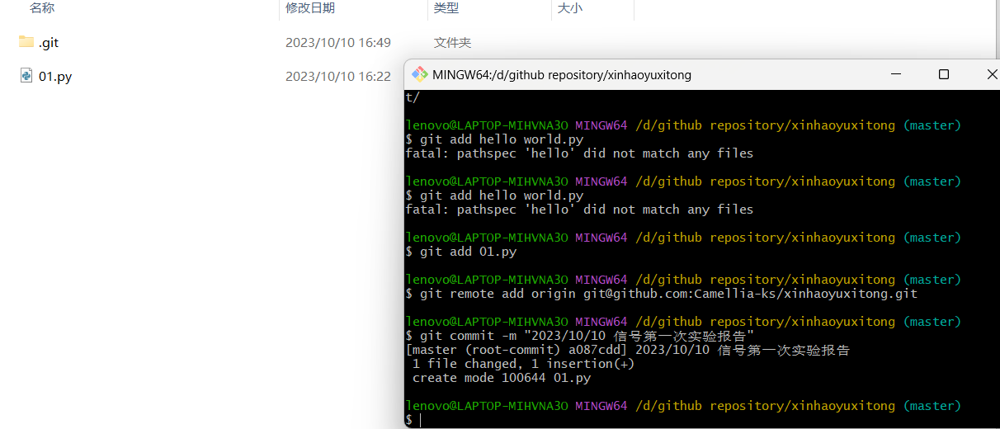 名称 修改日期 类型 大小
.git 2023/10/10 16:49 文件夹
01.py 2023/10/10 16:22
MINGW64:/d/github repository/xinhaoyuxitong
t/
lenovo@LAPTOP-MIHVNA3O MINGW64 /d/github repository/xinhaoyuxitong (master)
$ git add hello world.py
fatal: pathspec 'hello' did not match any files
lenovo@LAPTOP-MIHVNA3O MINGW64 /d/github repository/xinhaoyuxitong (master)
$ git add hello world.py
fatal: pathspec 'hello' did not match any files
lenovo@LAPTOP-MIHVNA3O MINGW64 /d/github repository/xinhaoyuxitong (master)
$ git add 01.py
lenovo@LAPTOP-MIHVNA3O MINGW64 /d/github repository/xinhaoyuxitong (master)
$ git remote add origin git@github.com:Camellia-ks/xinhaoyuxitong.git
lenovo@LAPTOP-MIHVNA3O MINGW64 /d/github repository/xinhaoyuxitong (master)
$ git commit -m "2023/10/10 信号第一次实验报告"
[master (root-commit) a087cdd] 2023/10/10 信号第一次实验报告
1 file changed, 1 insertion(+)
create mode 100644 01.py
lenovo@LAPTOP-MIHVNA3O MINGW64 /d/github repository/xinhaoyuxitong (master)
$